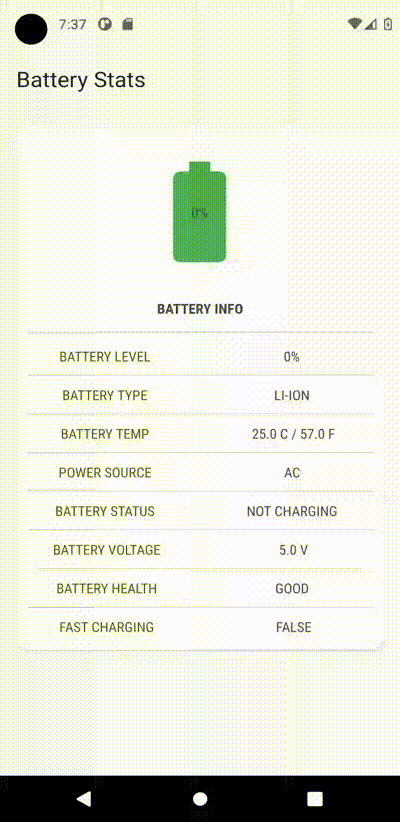 7:37
Battery Stats
0%
BATTERY INFO
BATTERY LEVEL 0%
BATTERY TYPE LI-ION
BATTERY TEMP 25.0 C / 57.0 F
POWER SOURCE AC
BATTERY STATUS NOT CHARGING
BATTERY VOLTAGE 5.0 V
BATTERY HEALTH GOOD
FAST CHARGING FALSE